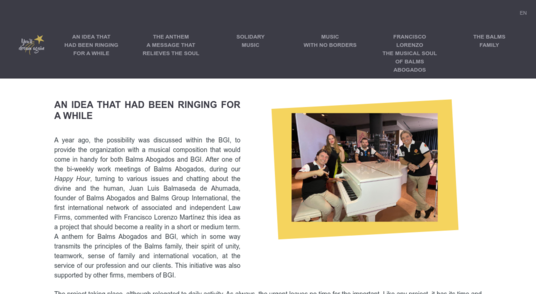 EN
You'll
dream again
AN IDEA THAT
HAD BEEN RINGING
FOR A WHILE
THE ANTHEM
A MESSAGE THAT
RELIEVES THE SOUL
SOLIDARY
MUSIC
MUSIC
WITH NO BORDERS
FRANCISCO
LORENZO
THE MUSICAL SOUL
OF BALMS
ABOGADOS
THE BALMS
FAMILY
AN IDEA THAT HAD BEEN RINGING FOR
A WHILE
A year ago, the possibility was discussed within the BGI, to
provide the organization with a musical composition that would
come in handy for both Balms Abogados and BGI. After one of
the bi-weekly work meetings of Balms Abogados, during our
Happy Hour, turning to various issues and chatting about the
divine and the human, Juan Luis Balmaseda de Ahumada,
founder of Balms Abogados and Balms Group International, the
first international network of associated and independent Law
Firms, commented with Francisco Lorenzo Martínez this idea as
a project that should become a reality in a short or medium term.
A anthem for Balms Abogados and BGI, which in some way
transmits the principles of the Balms family, their spirit of unity,
teamwork, sense of family and international vocation, at the
service of our profession and our clients. This initiative was also
supported by other firms, members of BGI.